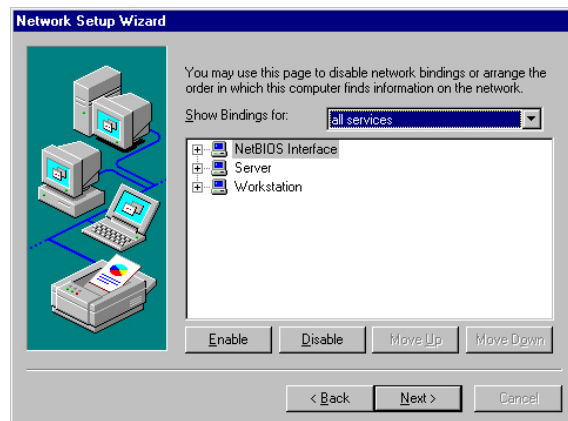 Network Setup Wizard
You may use this page to disable network bindings or arrange the
order in which this computer finds information on the network.
Show Bindings for: all services
NetBIOS Interface
Server
Workstation
Enable Disable Move Up Move Down
< Back Next > Cancel